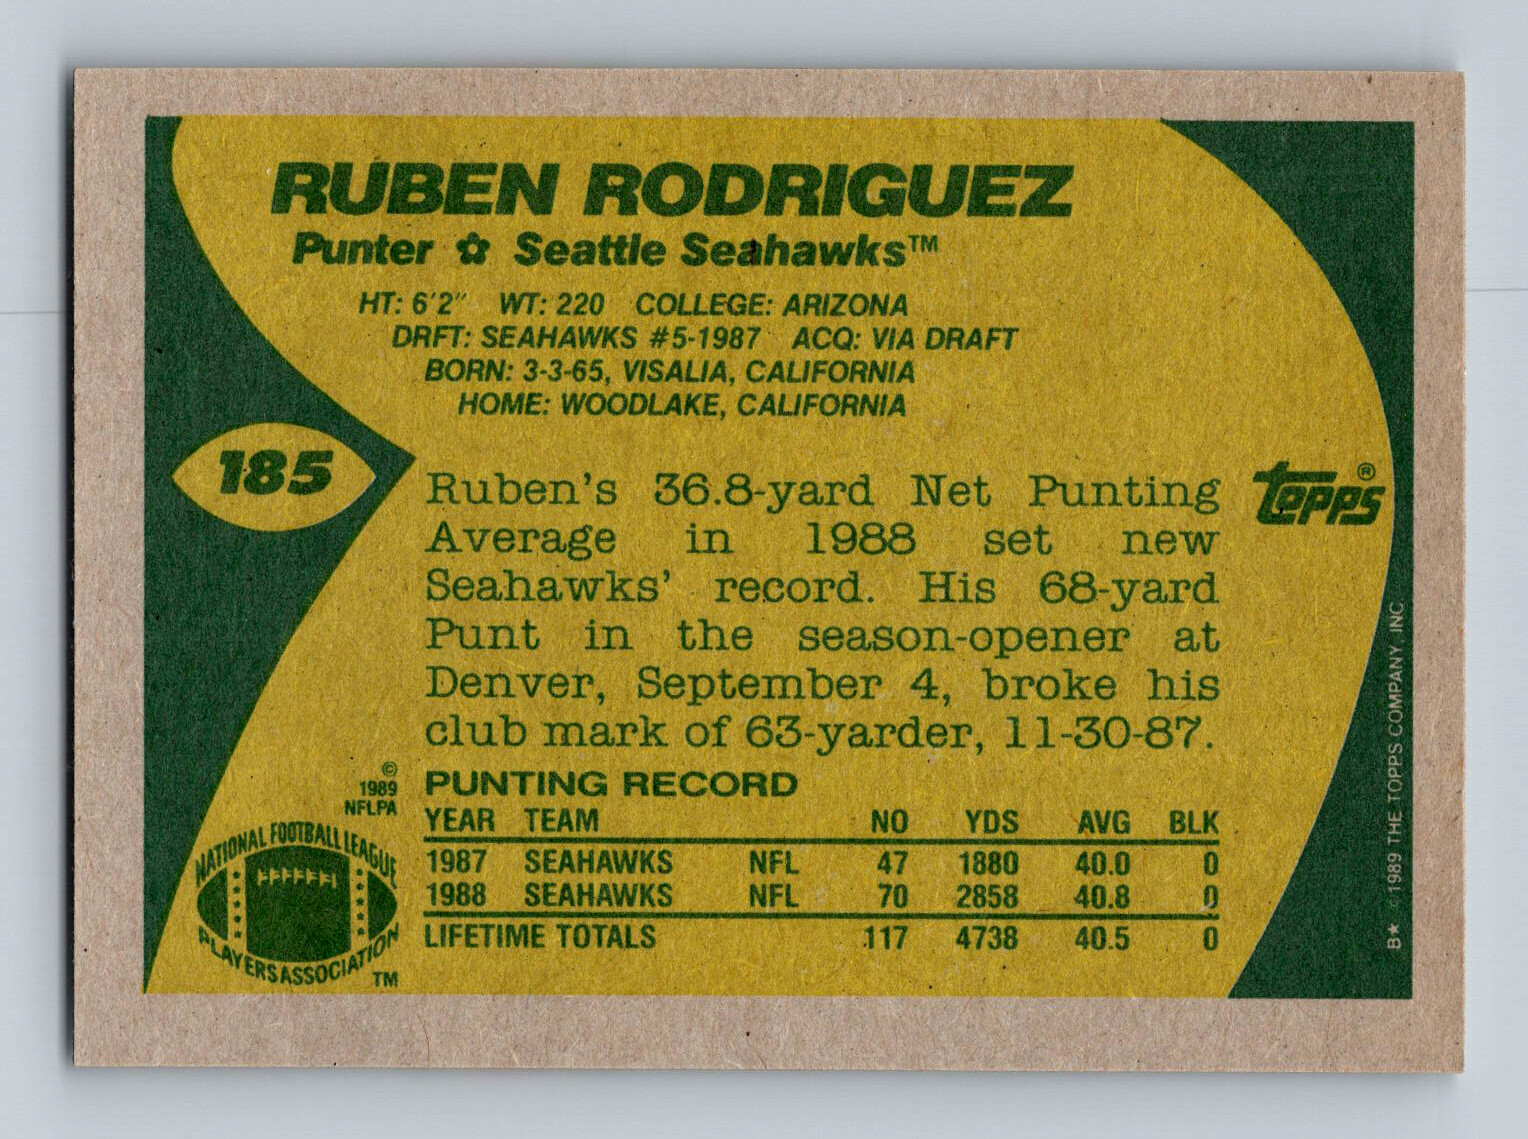 RUBEN RODRIGUEZ
Punter ✿ Seattle Seahawks™
HT: 6'2" WT: 220 COLLEGE: ARIZONA
DRFT: SEAHAWKS #5-1987 ACQ: VIA DRAFT
BORN: 3-3-65, VISALIA, CALIFORNIA
HOME: WOODLAKE, CALIFORNIA
185
Ruben's 36.8-yard Net Punting
Average in 1988 set new
Seahawks' record. His 68-yard
Punt in the season-opener at
Denver, September 4, broke his
club mark of 63-yarder, 11-30-87.
topps®
© 1989 NFLPA
NATIONAL FOOTBALL LEAGUE
PLAYERS ASSOCIATION
TM
PUNTING RECORD
YEAR TEAM NO YDS AVG BLK
1987 SEAHAWKS NFL 47 1880 40.0 0
1988 SEAHAWKS NFL 70 2858 40.8 0
LIFETIME TOTALS 117 4738 40.5 0
B★ © 1989 THE TOPPS COMPANY, INC